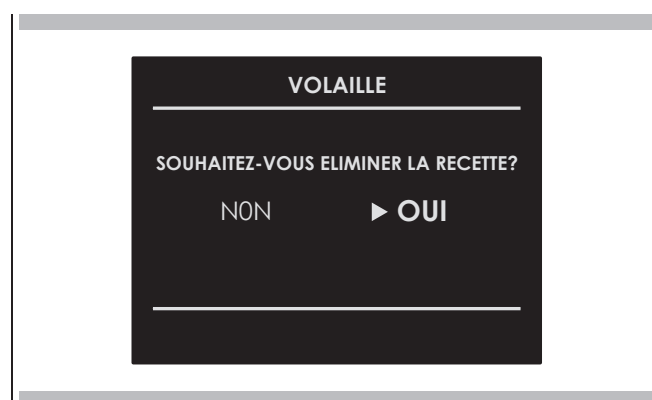 VOLAILLE
SOUHAITEZ-VOUS ELIMINER LA RECETTE?
N0N ▶ OUI